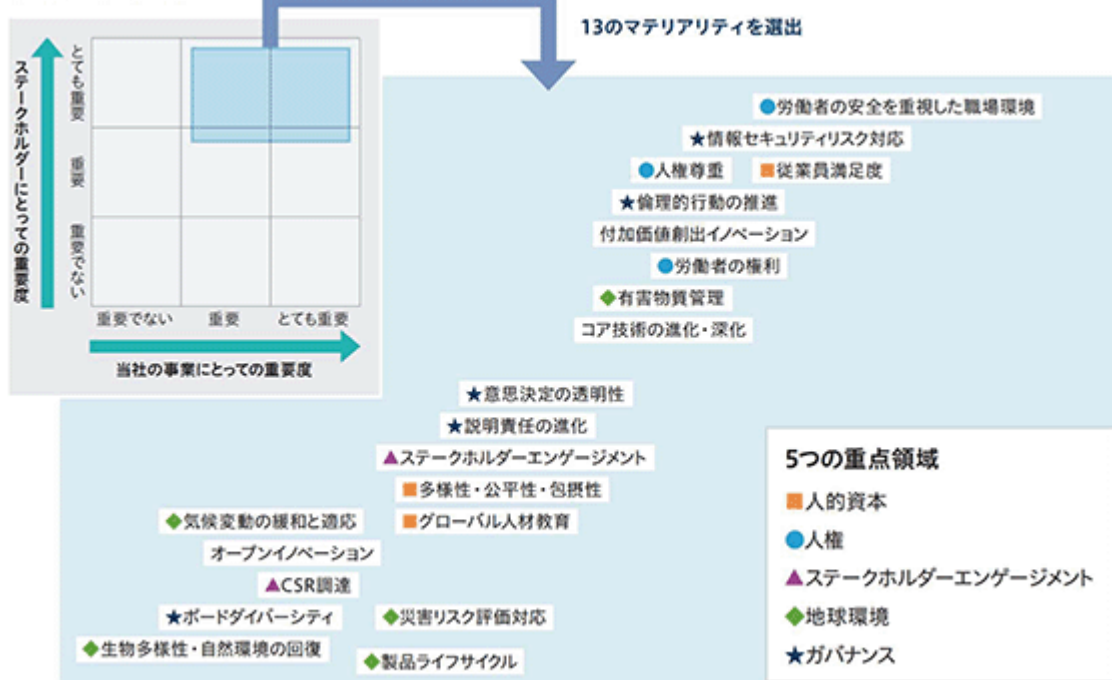 13のマテリアリティを選出
ステークホルダーにとっての重要度
とても重要
重要
重要でない
重要でない 重要 とても重要
当社の事業にとっての重要度
●労働者の安全を重視した職場環境
★情報セキュリティリスク対応
●人権尊重 ■従業員満足度
★倫理的行動の推進
付加価値創出イノベーション
●労働者の権利
◆有害物質管理
コア技術の進化・深化
★意思決定の透明性
★説明責任の進化
▲ステークホルダーエンゲージメント
■多様性・公平性・包摂性
◆気候変動の緩和と適応 ■グローバル人材教育
オープンイノベーション
▲CSR調達
★ボードダイバーシティ ◆災害リスク評価対応
◆生物多様性・自然環境の回復
◆製品ライフサイクル
5つの重点領域
■人的資本
●人権
▲ステークホルダーエンゲージメント
◆地球環境
★ガバナンス